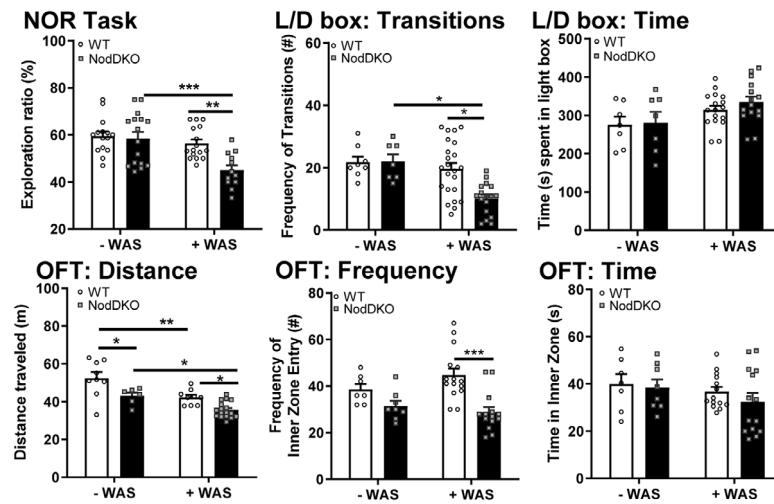 NOR Task
○ WT
■ NodDKO
Exploration ratio (%)
80
60
40
20
***
**
- WAS
+ WAS
L/D box: Transitions
○ WT
■ NodDKO
Frequency of Transitions (#)
60
40
20
0
*
*
- WAS
+ WAS
L/D box: Time
○ WT
■ NodDKO
Time (s) spent in light box
500
400
300
200
100
0
- WAS
+ WAS
OFT: Distance
○ WT
■ NodDKO
Distance traveled (m)
100
80
60
40
20
0
**
*
*
*
- WAS
+ WAS
OFT: Frequency
○ WT
■ NodDKO
Frequency of
Inner Zone Entry (#)
80
60
40
20
0
***
- WAS
+ WAS
OFT: Time
○ WT
■ NodDKO
Time in Inner Zone (s)
80
60
40
20
0
- WAS
+ WAS